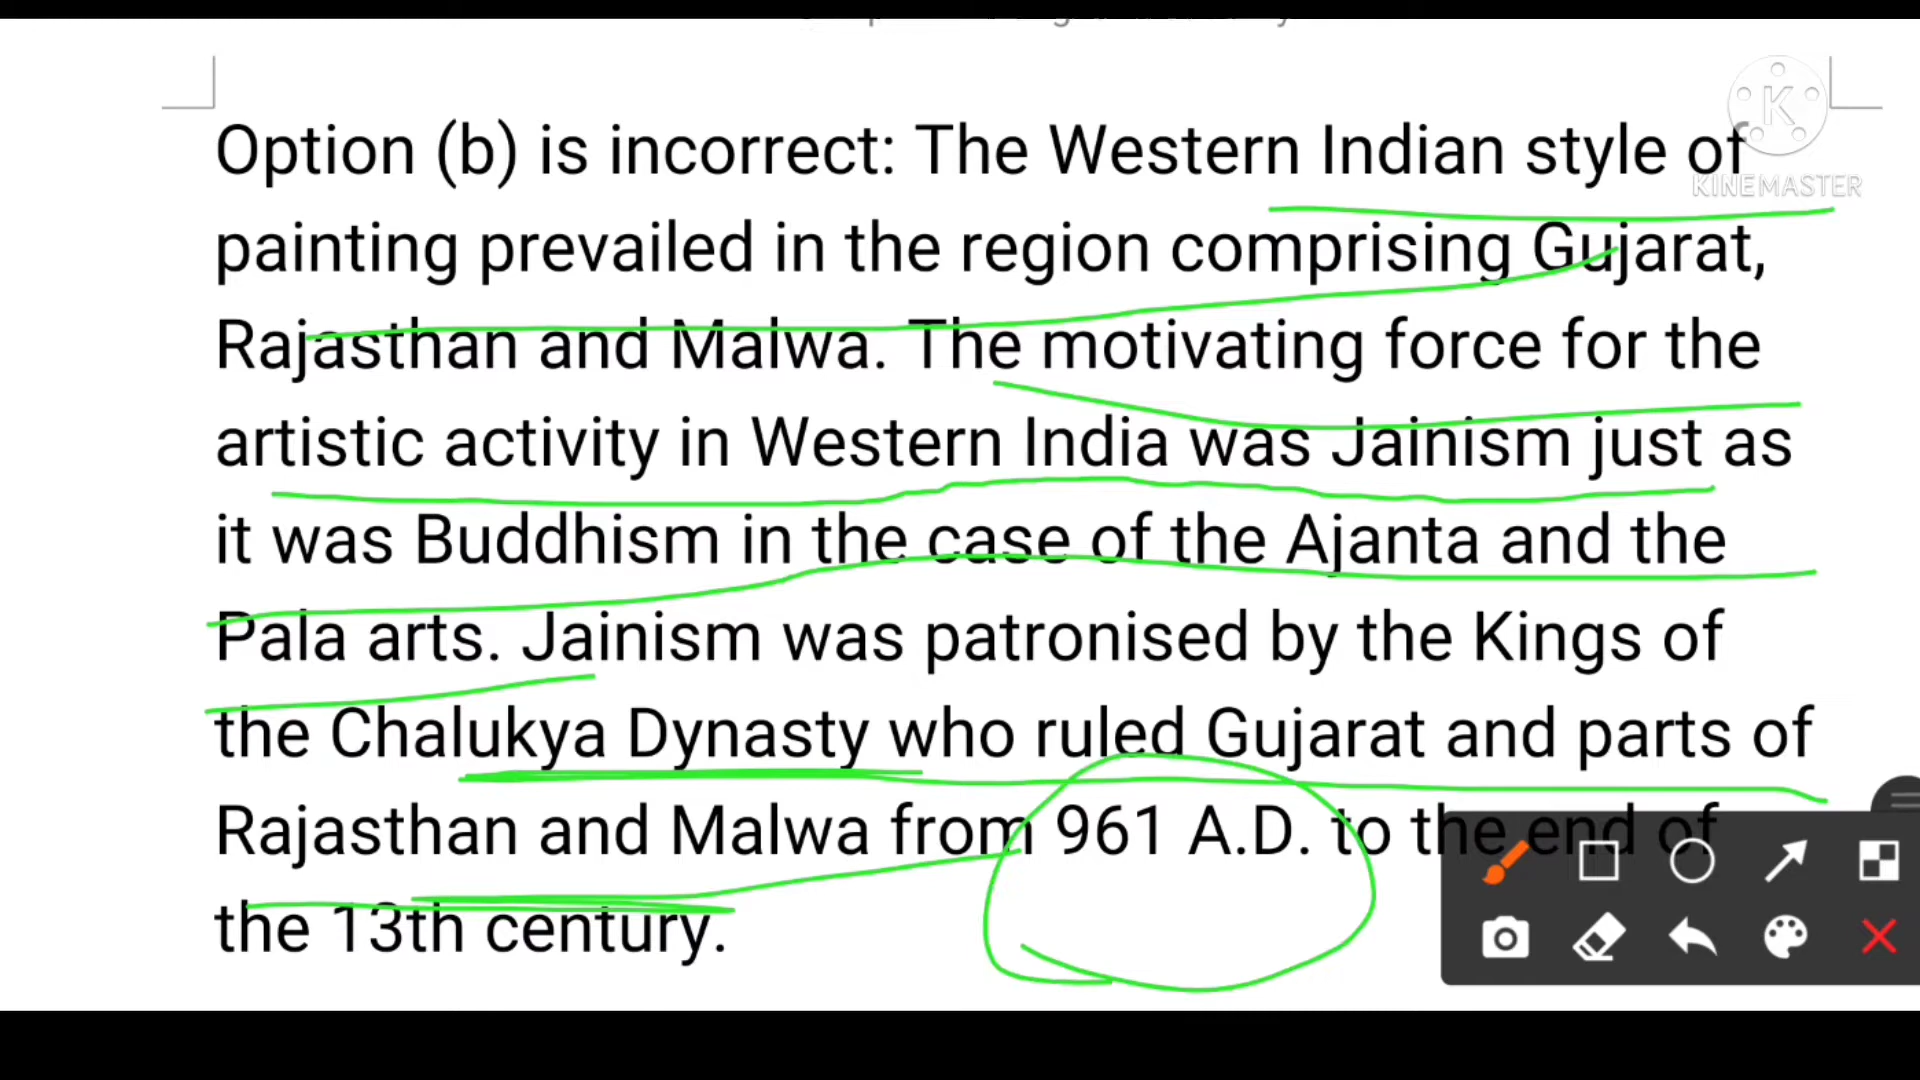 Option (b) is incorrect: The Western Indian style of
painting prevailed in the region comprising Gujarat,
Rajasthan and Malwa. The motivating force for the
artistic activity in Western India was Jainism just as
it was Buddhism in the case of the Ajanta and the
Pala arts. Jainism was patronised by the Kings of
the Chalukya Dynasty who ruled Gujarat and parts of
Rajasthan and Malwa from 961 A.D. to the end of
the 13th century.
K
KINEMASTER